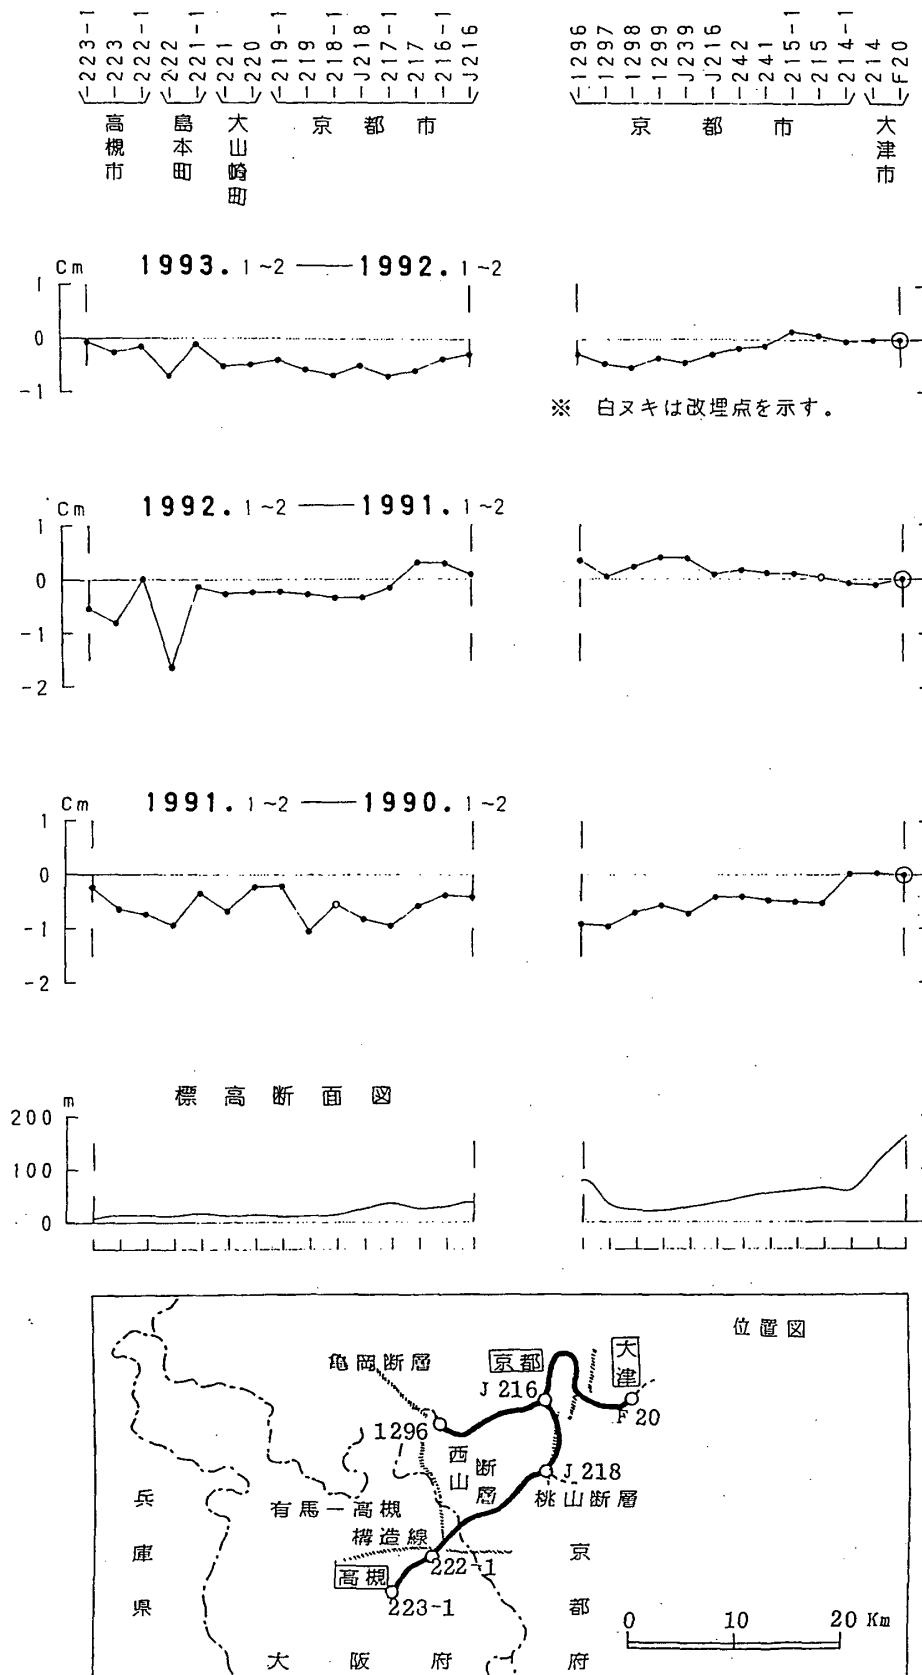 223-1
223
222-1
222
221-1
221
220
219-1
219
218-1
J218
217-1
217
216-1
J216
1296
1297
1298
1299
J239
J216
242
241
215-1
215
214-1
214
F20
高槻市
島本町
大山崎町
京都市
京都市
大津市
Cm 1993. 1~2 —— 1992. 1~2
1
0
-1
※ 白ヌキは改埋点を示す。
Cm 1992. 1~2 —— 1991. 1~2
1
0
-1
-2
Cm 1991. 1~2 —— 1990. 1~2
1
0
-1
-2
標高断面図
m
200
100
0
位置図
亀岡断層
京都
大津
J 216
F 20
1296
西山断層
J 218
桃山断層
兵庫県
有馬-高槻
構造線
222-1
高槻
223-1
京都府
大阪府
0 10 20 Km